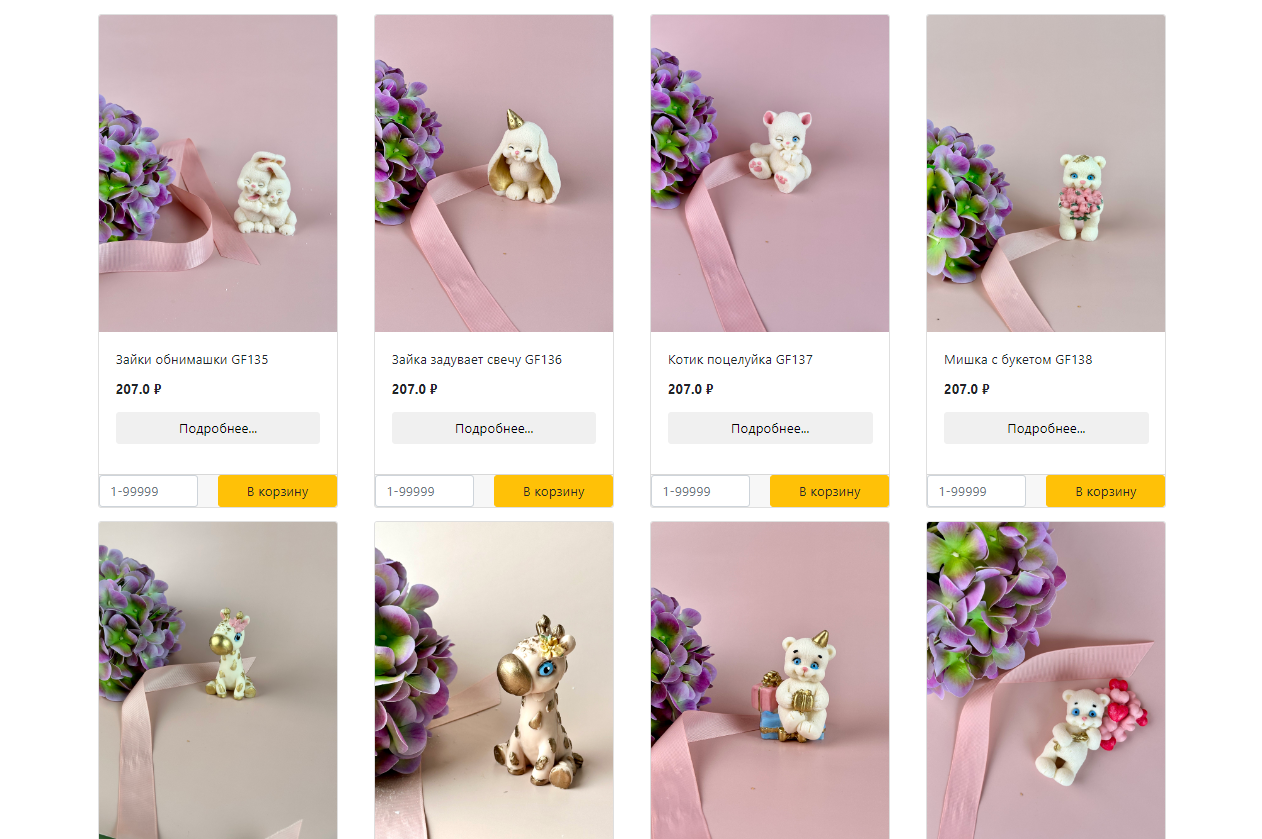 Зайки обнимашки GF135
207.0 ₽
Подробнее...
1-99999
В корзину
Зайка задувает свечу GF136
207.0 ₽
Подробнее...
1-99999
В корзину
Котик поцелуйка GF137
207.0 ₽
Подробнее...
1-99999
В корзину
Мишка с букетом GF138
207.0 ₽
Подробнее...
1-99999
В корзину